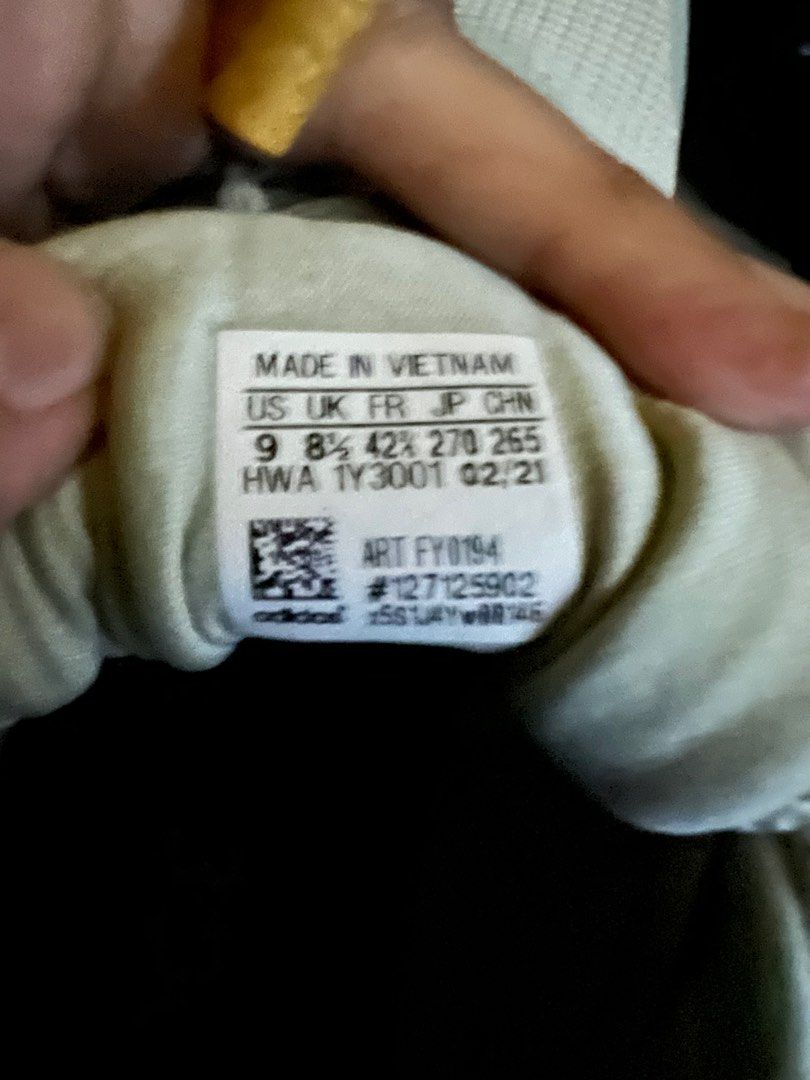 MADE IN VIETNAM
US UK FR JP CHN
9 8½ 42⅔ 270 265
HWA 1Y3001 02/21
ART FY0194
#127125902
adidas